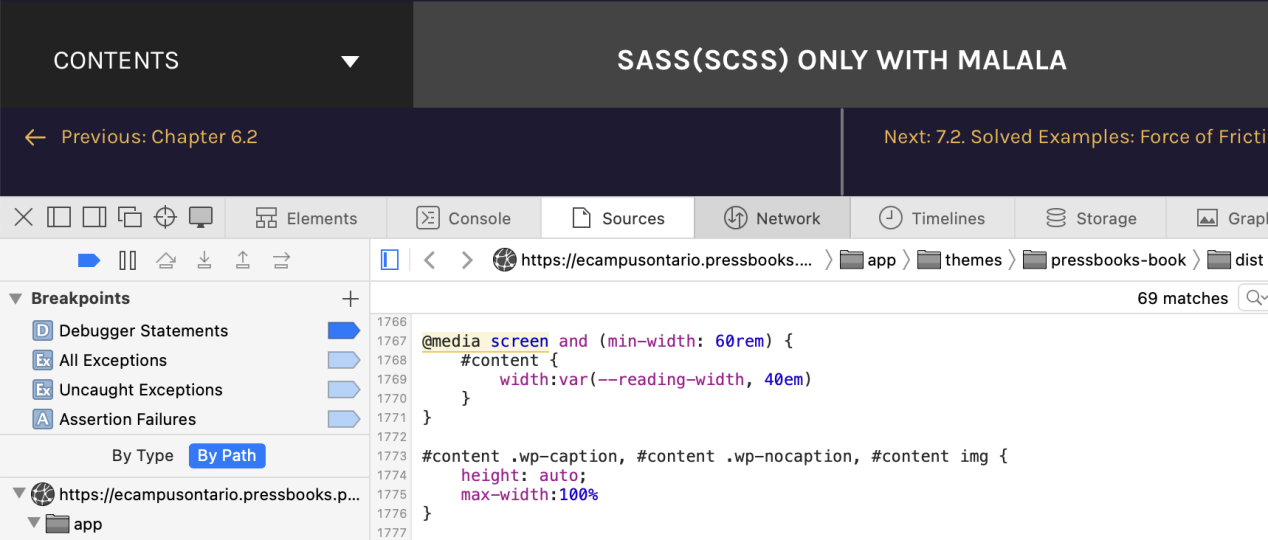 CONTENTS
SASS(SCSS) ONLY WITH MALALA
← Previous: Chapter 6.2
Next: 7.2. Solved Examples: Force of Fricti
Elements Console Sources Network Timelines Storage Grap
https://ecampusontario.pressbooks.... app themes pressbooks-book dist
Breakpoints +
69 matches
D Debugger Statements
Ex All Exceptions
Ex Uncaught Exceptions
A Assertion Failures
By Type By Path
https://ecampusontario.pressbooks.p...
app
1766
1767 @media screen and (min-width: 60rem) {
1768 #content {
1769 width:var(--reading-width, 40em)
1770 }
1771 }
1772
1773 #content .wp-caption, #content .wp-nocaption, #content img {
1774 height: auto;
1775 max-width:100%
1776 }
1777